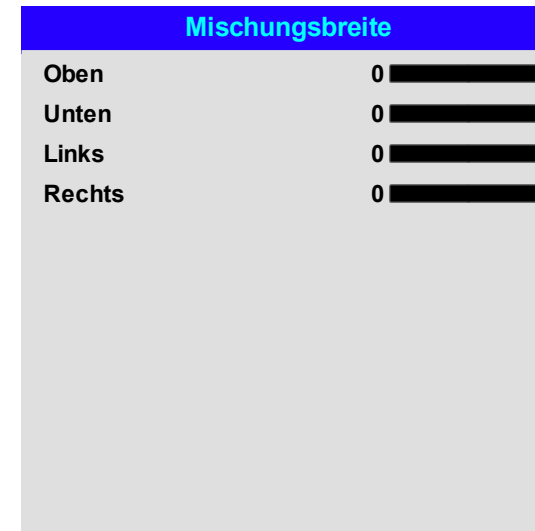 Mischungsbreite
Oben 0
Unten 0
Links 0
Rechts 0